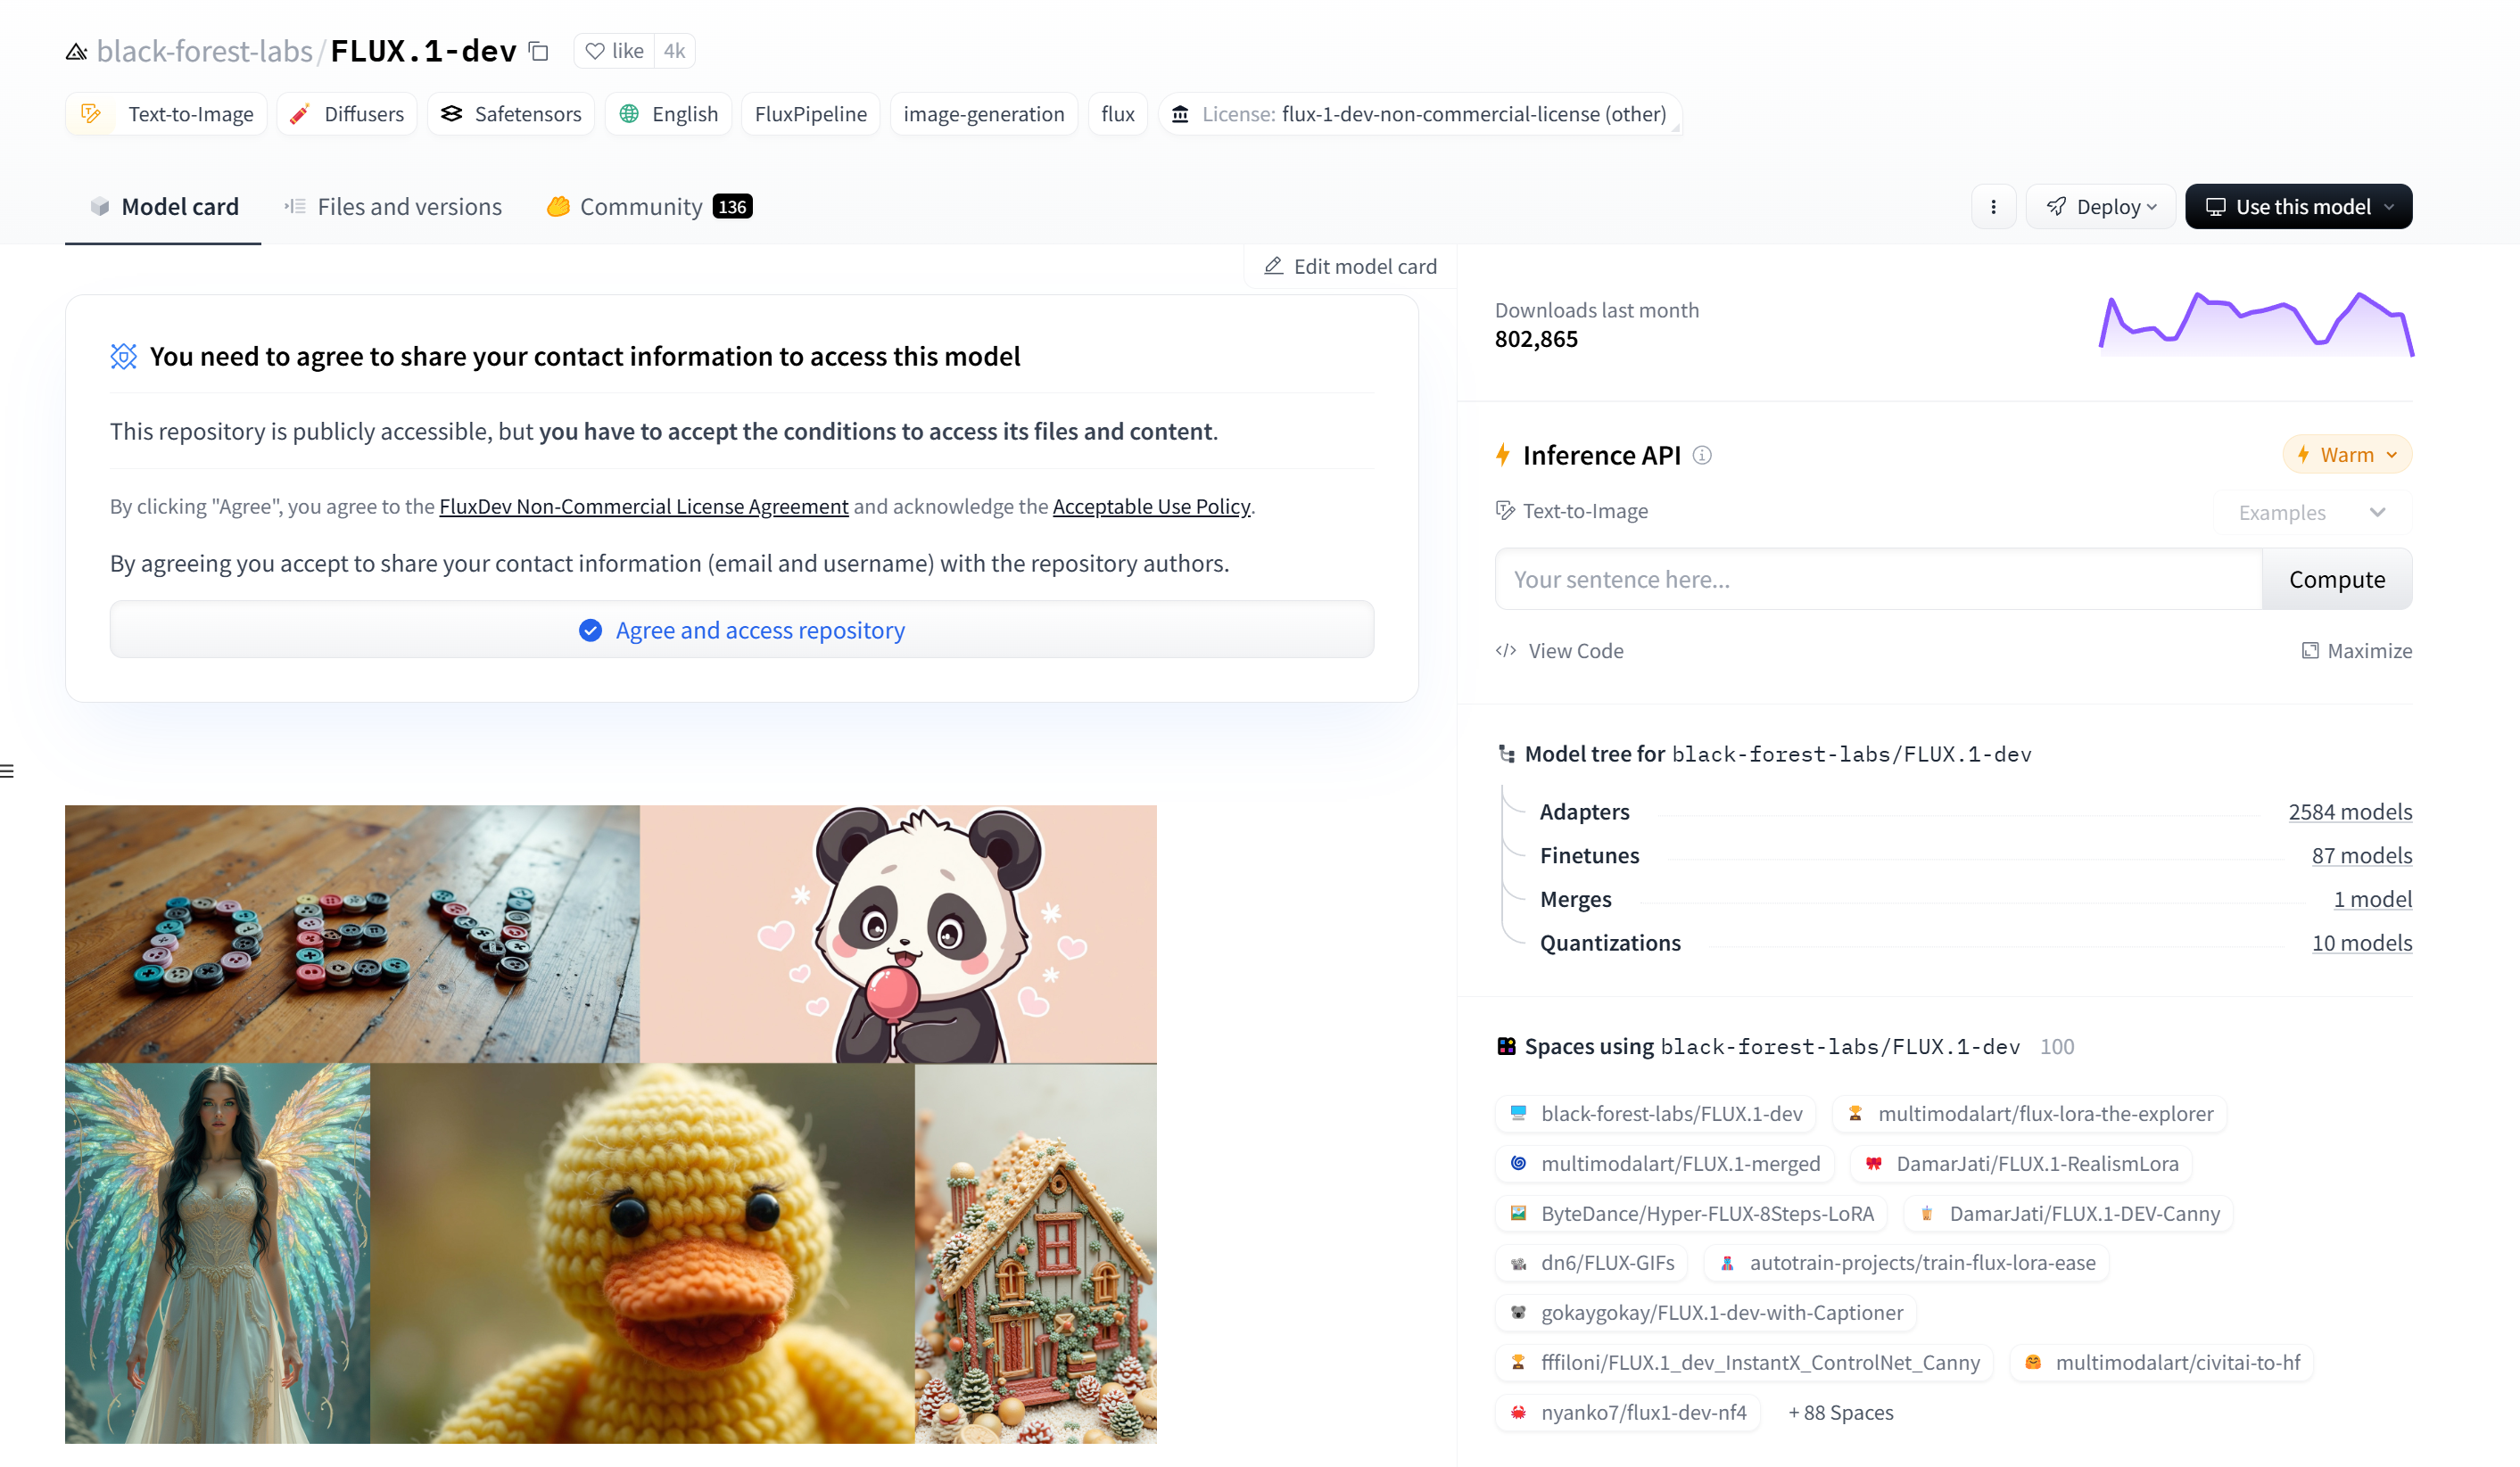 black-forest-labs/FLUX.1-dev like 4k
Text-to-Image Diffusers Safetensors English FluxPipeline image-generation flux License: flux-1-dev-non-commercial-license (other)
Model card Files and versions Community 136 Deploy Use this model
Edit model card
You need to agree to share your contact information to access this model
This repository is publicly accessible, but you have to accept the conditions to access its files and content.
By clicking "Agree", you agree to the FluxDev Non-Commercial License Agreement and acknowledge the Acceptable Use Policy.
By agreeing you accept to share your contact information (email and username) with the repository authors.
Agree and access repository
DEV
Downloads last month
802,865
Inference API Warm
Text-to-Image Examples
Your sentence here... Compute
View Code Maximize
Model tree for black-forest-labs/FLUX.1-dev
Adapters 2584 models
Finetunes 87 models
Merges 1 model
Quantizations 10 models
Spaces using black-forest-labs/FLUX.1-dev 100
black-forest-labs/FLUX.1-dev multimodalart/flux-lora-the-explorer
multimodalart/FLUX.1-merged DamarJati/FLUX.1-RealismLora
ByteDance/Hyper-FLUX-8Steps-LoRA DamarJati/FLUX.1-DEV-Canny
dn6/FLUX-GIFs autotrain-projects/train-flux-lora-ease
gokaygokay/FLUX.1-dev-with-Captioner
fffiloni/FLUX.1_dev_InstantX_ControlNet_Canny multimodalart/civitai-to-hf
nyanko7/flux1-dev-nf4 + 88 Spaces